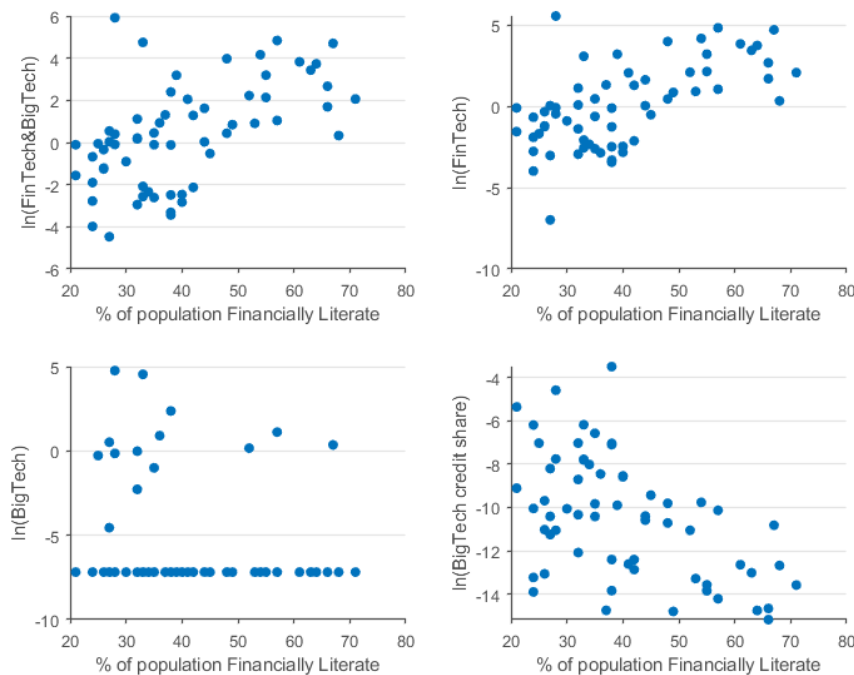 6
4
2
0
-2
-4
-6
ln(FinTech&BigTech)
20 30 40 50 60 70 80
% of population Financially Literate
5
0
-5
-10
ln(FinTech)
20 30 40 50 60 70 80
% of population Financially Literate
5
0
-5
-10
ln(BigTech)
20 30 40 50 60 70 80
% of population Financially Literate
-4
-6
-8
-10
-12
-14
ln(BigTech credit share)
20 30 40 50 60 70 80
% of population Financially Literate